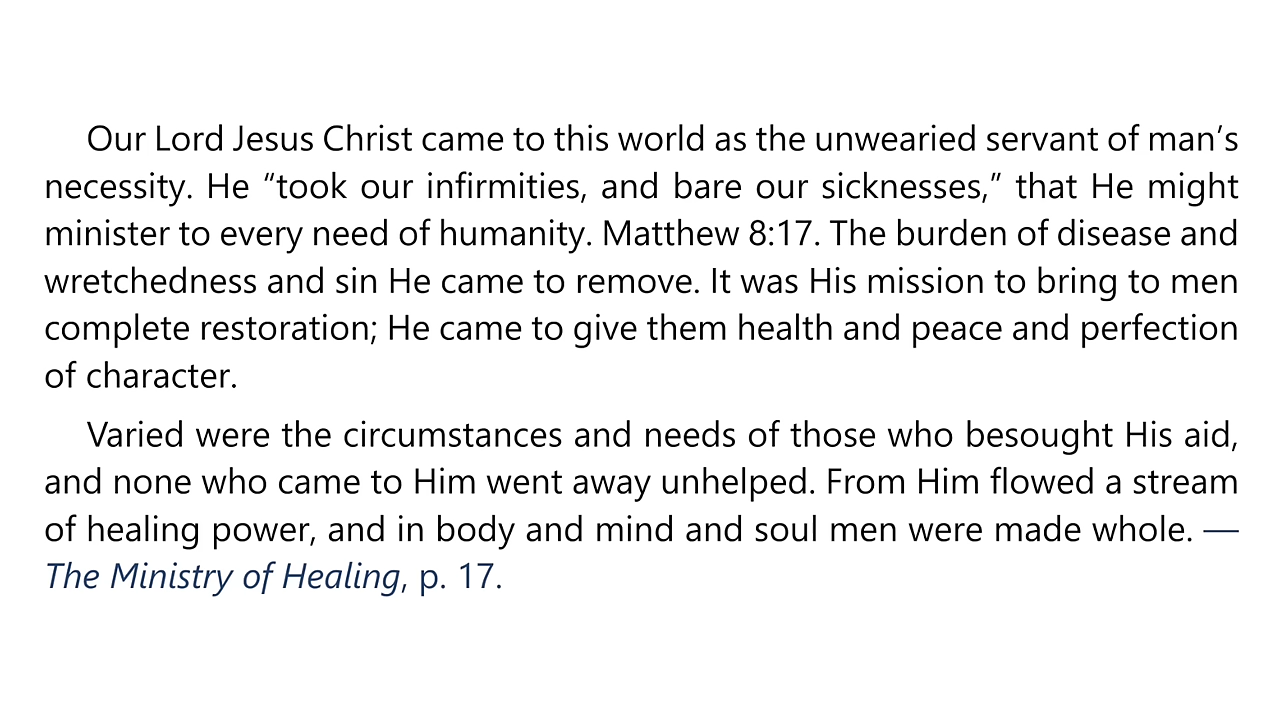 Our Lord Jesus Christ came to this world as the unwearied servant of man’s
necessity. He “took our infirmities, and bare our sicknesses,” that He might
minister to every need of humanity. Matthew 8:17. The burden of disease and
wretchedness and sin He came to remove. It was His mission to bring to men
complete restoration; He came to give them health and peace and perfection
of character.
Varied were the circumstances and needs of those who besought His aid,
and none who came to Him went away unhelped. From Him flowed a stream
of healing power, and in body and mind and soul men were made whole. —
The Ministry of Healing, p. 17.